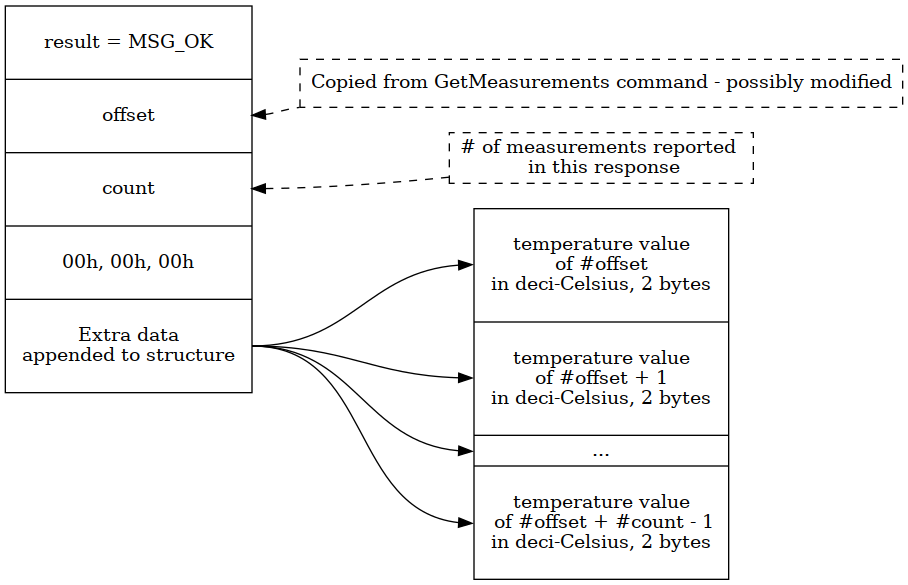 result = MSG_OK
offset
count
00h, 00h, 00h
Extra data
appended to structure
Copied from GetMeasurements command - possibly modified
# of measurements reported
in this response
temperature value
of #offset
in deci-Celsius, 2 bytes
temperature value
of #offset + 1
in deci-Celsius, 2 bytes
...
temperature value
of #offset + #count - 1
in deci-Celsius, 2 bytes